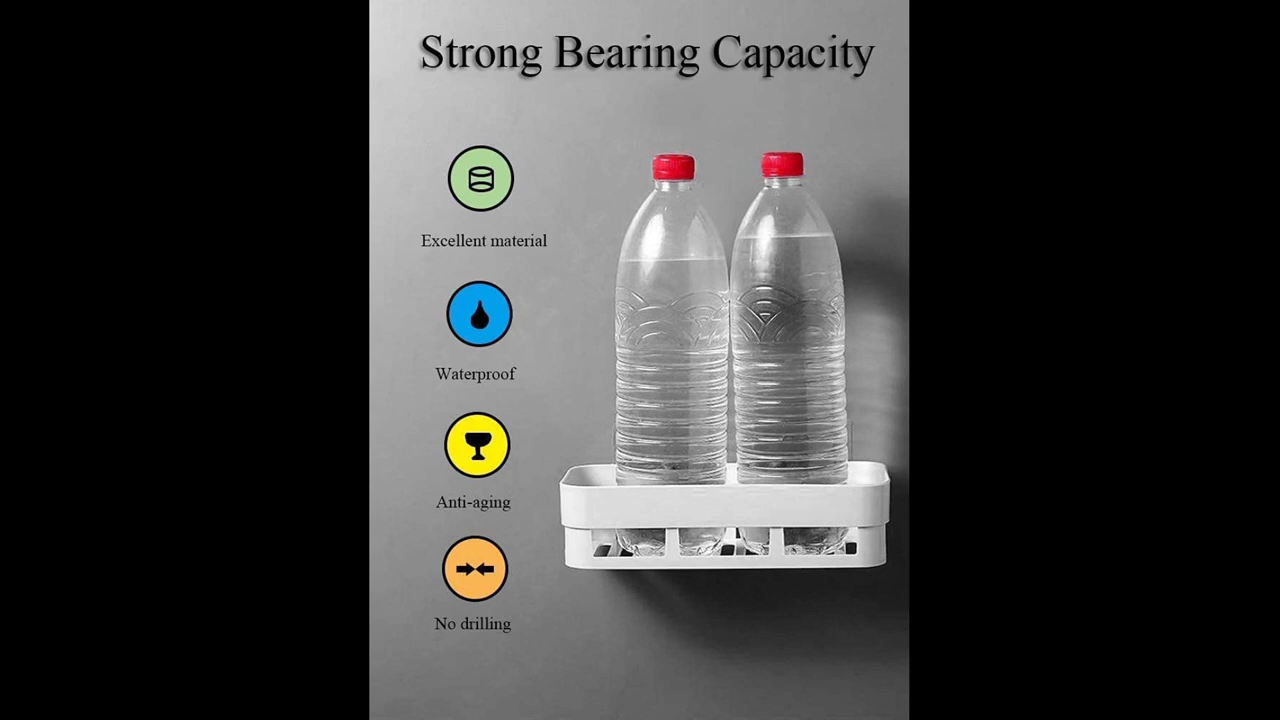 Strong Bearing Capacity
Excellent material
Waterproof
Anti-aging
No drilling